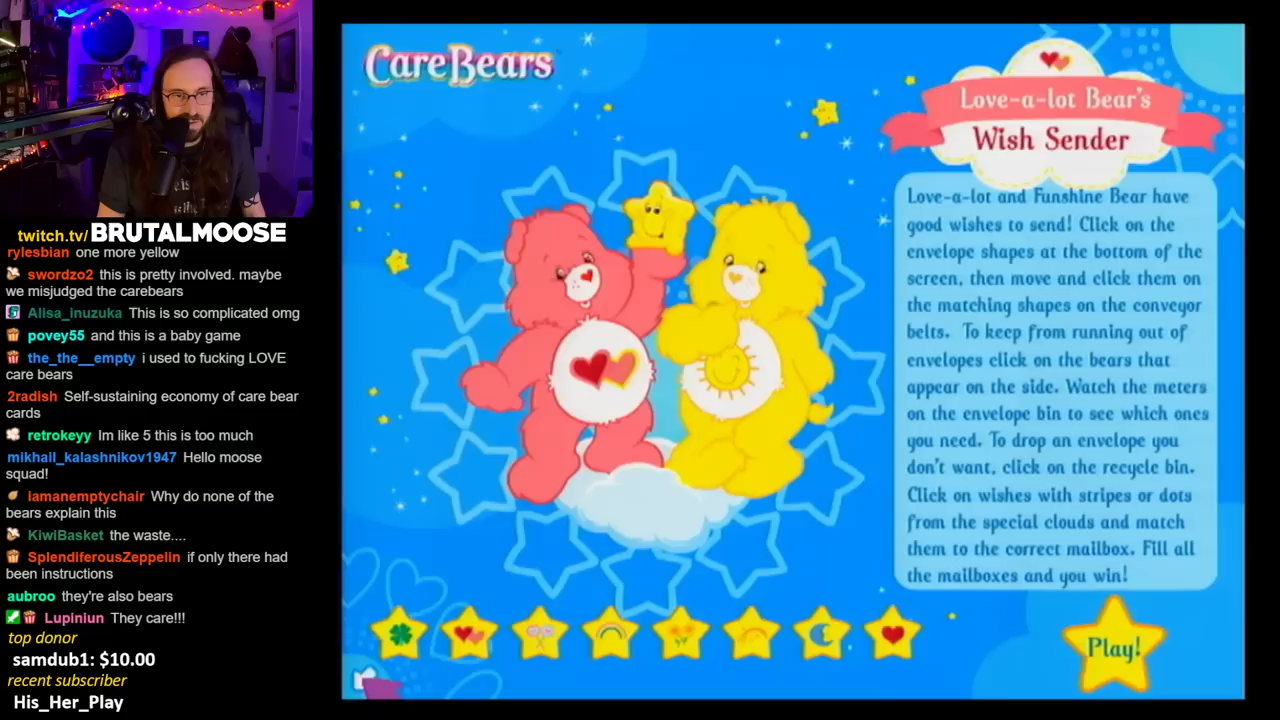 twitch.tv/BRUTALMOOSE
rylesbian one more yellow
swordzo2 this is pretty involved. maybe
we misjudged the carebears
Alisa_inuzuka This is so complicated omg
povey55 and this is a baby game
the_the__empty i used to fucking LOVE
care bears
2radish Self-sustaining economy of care bear
cards
retrokeyy Im like 5 this is too much
mikhail_kalashnikov1947 Hello moose
squad!
iamanemptychair Why do none of the
bears explain this
KiwiBasket the waste....
SplendiferousZeppelin if only there had
been instructions
aubroo they're also bears
Lupiniun They care!!!
top donor
samdub1: $10.00
recent subscriber
His_Her_Play
Care Bears
Love-a-lot Bear's
Wish Sender
Love-a-lot and Funshine Bear have
good wishes to send! Click on the
envelope shapes at the bottom of the
screen, then move and click them on
the matching shapes on the conveyor
belts. To keep from running out of
envelopes click on the bears that
appear on the side. Watch the meters
on the envelope bin to see which ones
you need. To drop an envelope you
don't want, click on the recycle bin.
Click on wishes with stripes or dots
from the special clouds and match
them to the correct mailbox. Fill all
the mailboxes and you win!
Play!